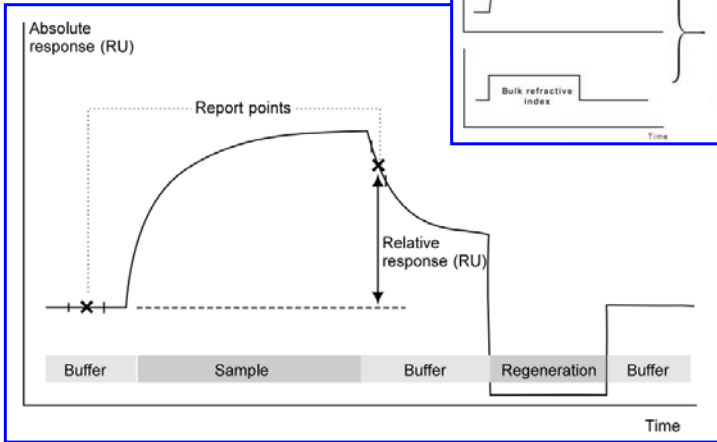 Absolute
response (RU)
Report points
Relative
response (RU)
Buffer
Sample
Buffer
Regeneration
Buffer
Time
Bulk refractive
index
Time